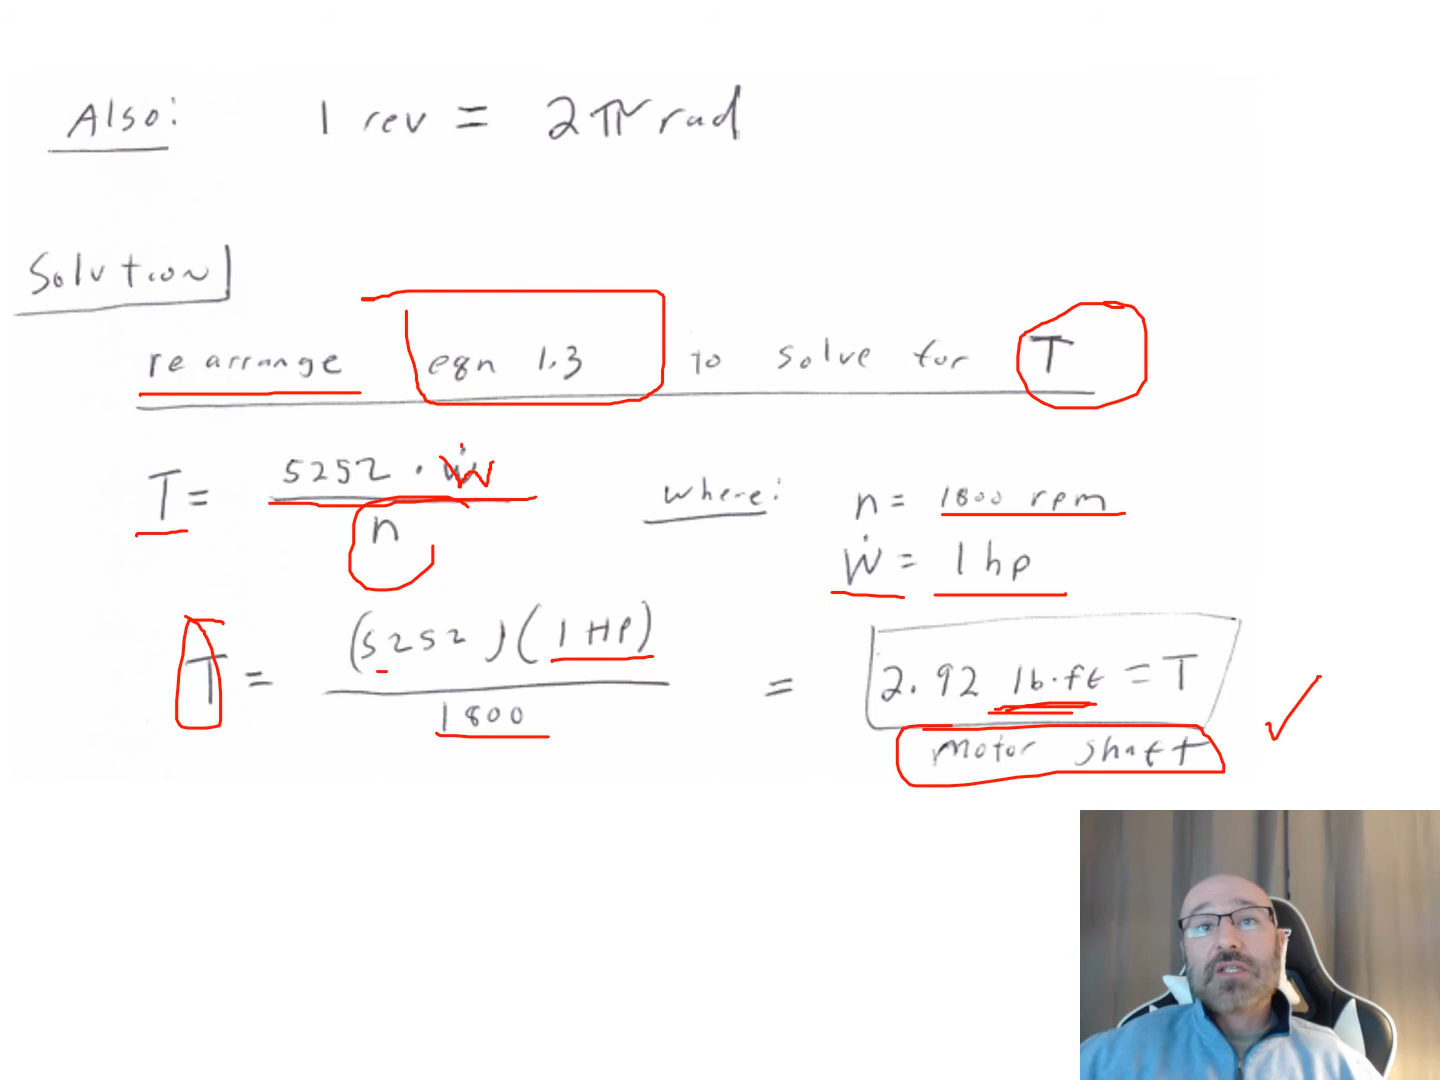 Also: 1 rev = 2π rad
Solution
rearrange eqn 1.3 to solve for T
T = 5252 · Ẇ / n where: n = 1800 rpm
Ẇ = 1 hp
T = (5252)(1 HP) / 1800 = 2.92 lb·ft = T
motor shaft